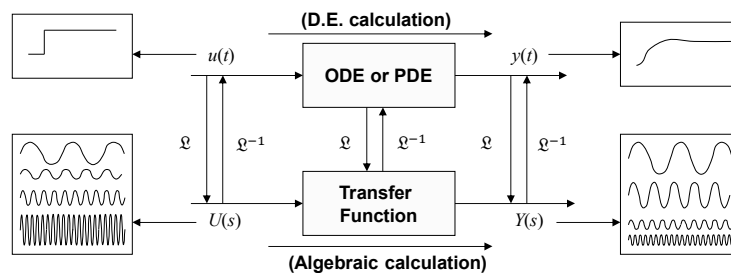 (D.E. calculation)
u(t)
ODE or PDE
y(t)
𝔏
𝔏⁻¹
𝔏
𝔏⁻¹
𝔏
𝔏⁻¹
Transfer
Function
U(s)
Y(s)
(Algebraic calculation)